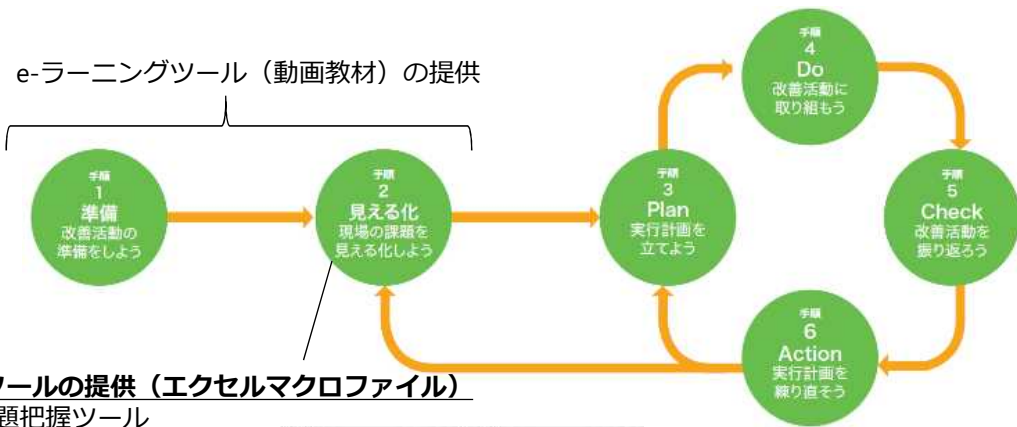 e-ラーニングツール（動画教材）の提供
手順
1
準備
改善活動の
準備をしよう
手順
2
見える化
現場の課題を
見える化しよう
手順
3
Plan
実行計画を
立てよう
手順
4
Do
改善活動に
取り組もう
手順
5
Check
改善活動を
振り返ろう
手順
6
Action
実行計画を
練り直そう
ツールの提供（エクセルマクロファイル）
題把握ツール